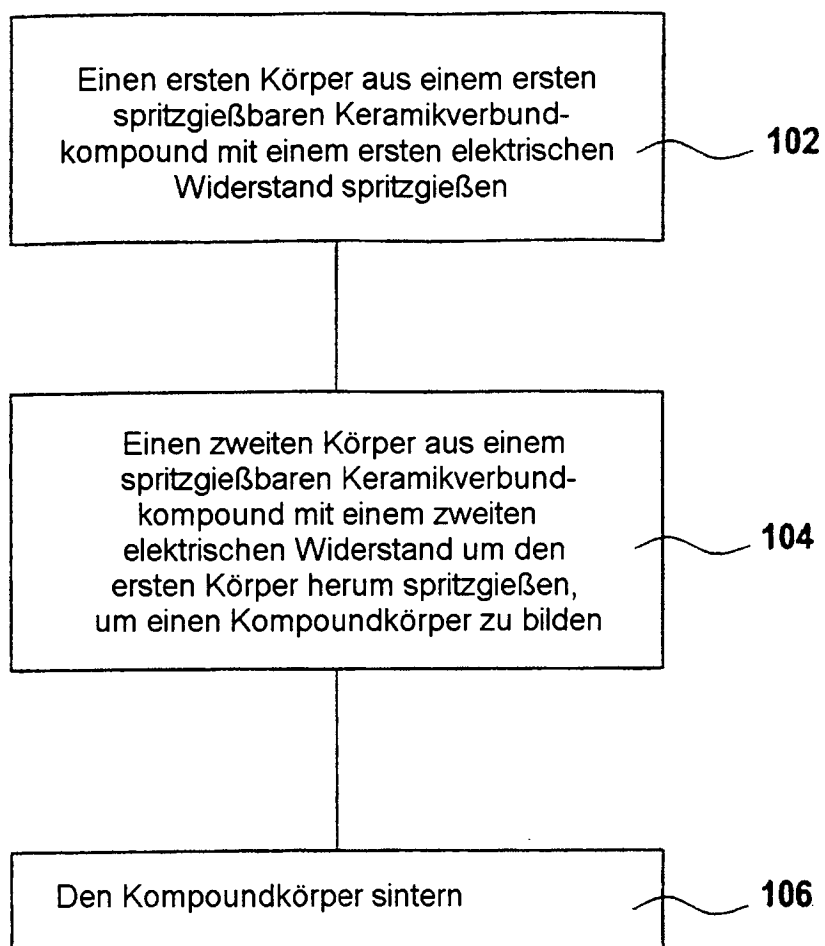 Einen ersten Körper aus einem ersten
spritzgießbaren Keramikverbund-
kompound mit einem ersten elektrischen
Widerstand spritzgießen
102
Einen zweiten Körper aus einem
spritzgießbaren Keramikverbund-
kompound mit einem zweiten
elektrischen Widerstand um den
ersten Körper herum spritzgießen,
um einen Kompoundkörper zu bilden
104
Den Kompoundkörper sintern
106